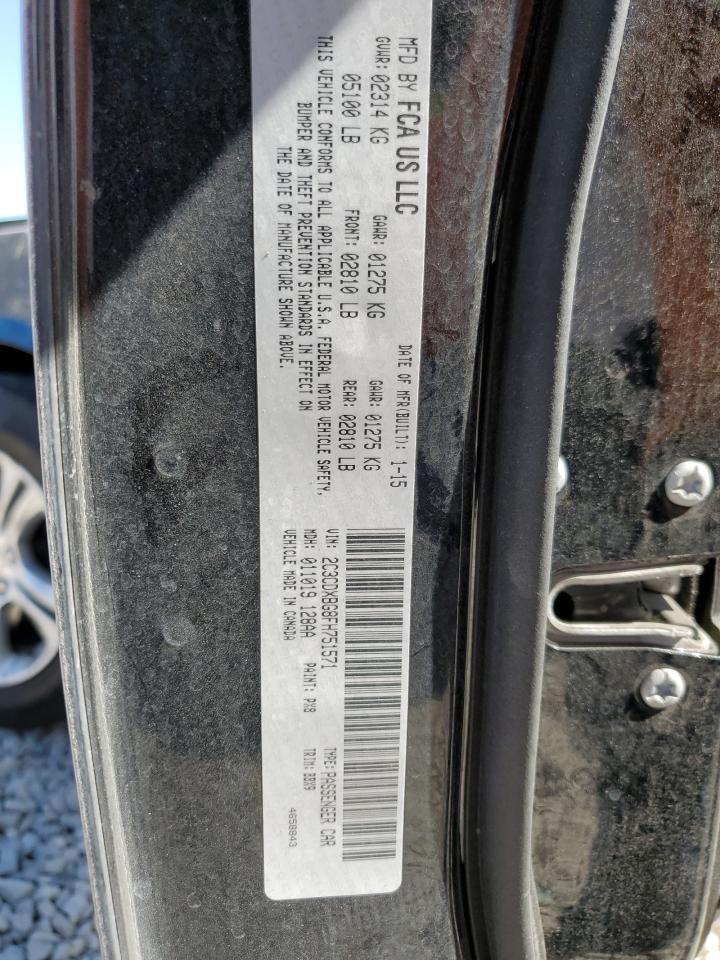 MFD BY FCA US LLC
DATE OF MFR(BUILT): 1-15
GVWR: 02314 KG GAWR: 01275 KG GAWR: 01275 KG
05100 LB FRONT: 02810 LB REAR: 02810 LB
THIS VEHICLE CONFORMS TO ALL APPLICABLE U.S.A. FEDERAL MOTOR VEHICLE SAFETY,
BUMPER AND THEFT PREVENTION STANDARDS IN EFFECT ON
THE DATE OF MANUFACTURE SHOWN ABOVE.
VIN: 2C3CDXBG8FH751571 TYPE: PASSENGER CAR
MDH: 011019 128AA PAINT: PX8 TRIM: BBX9
VEHICLE MADE IN CANADA 4658843